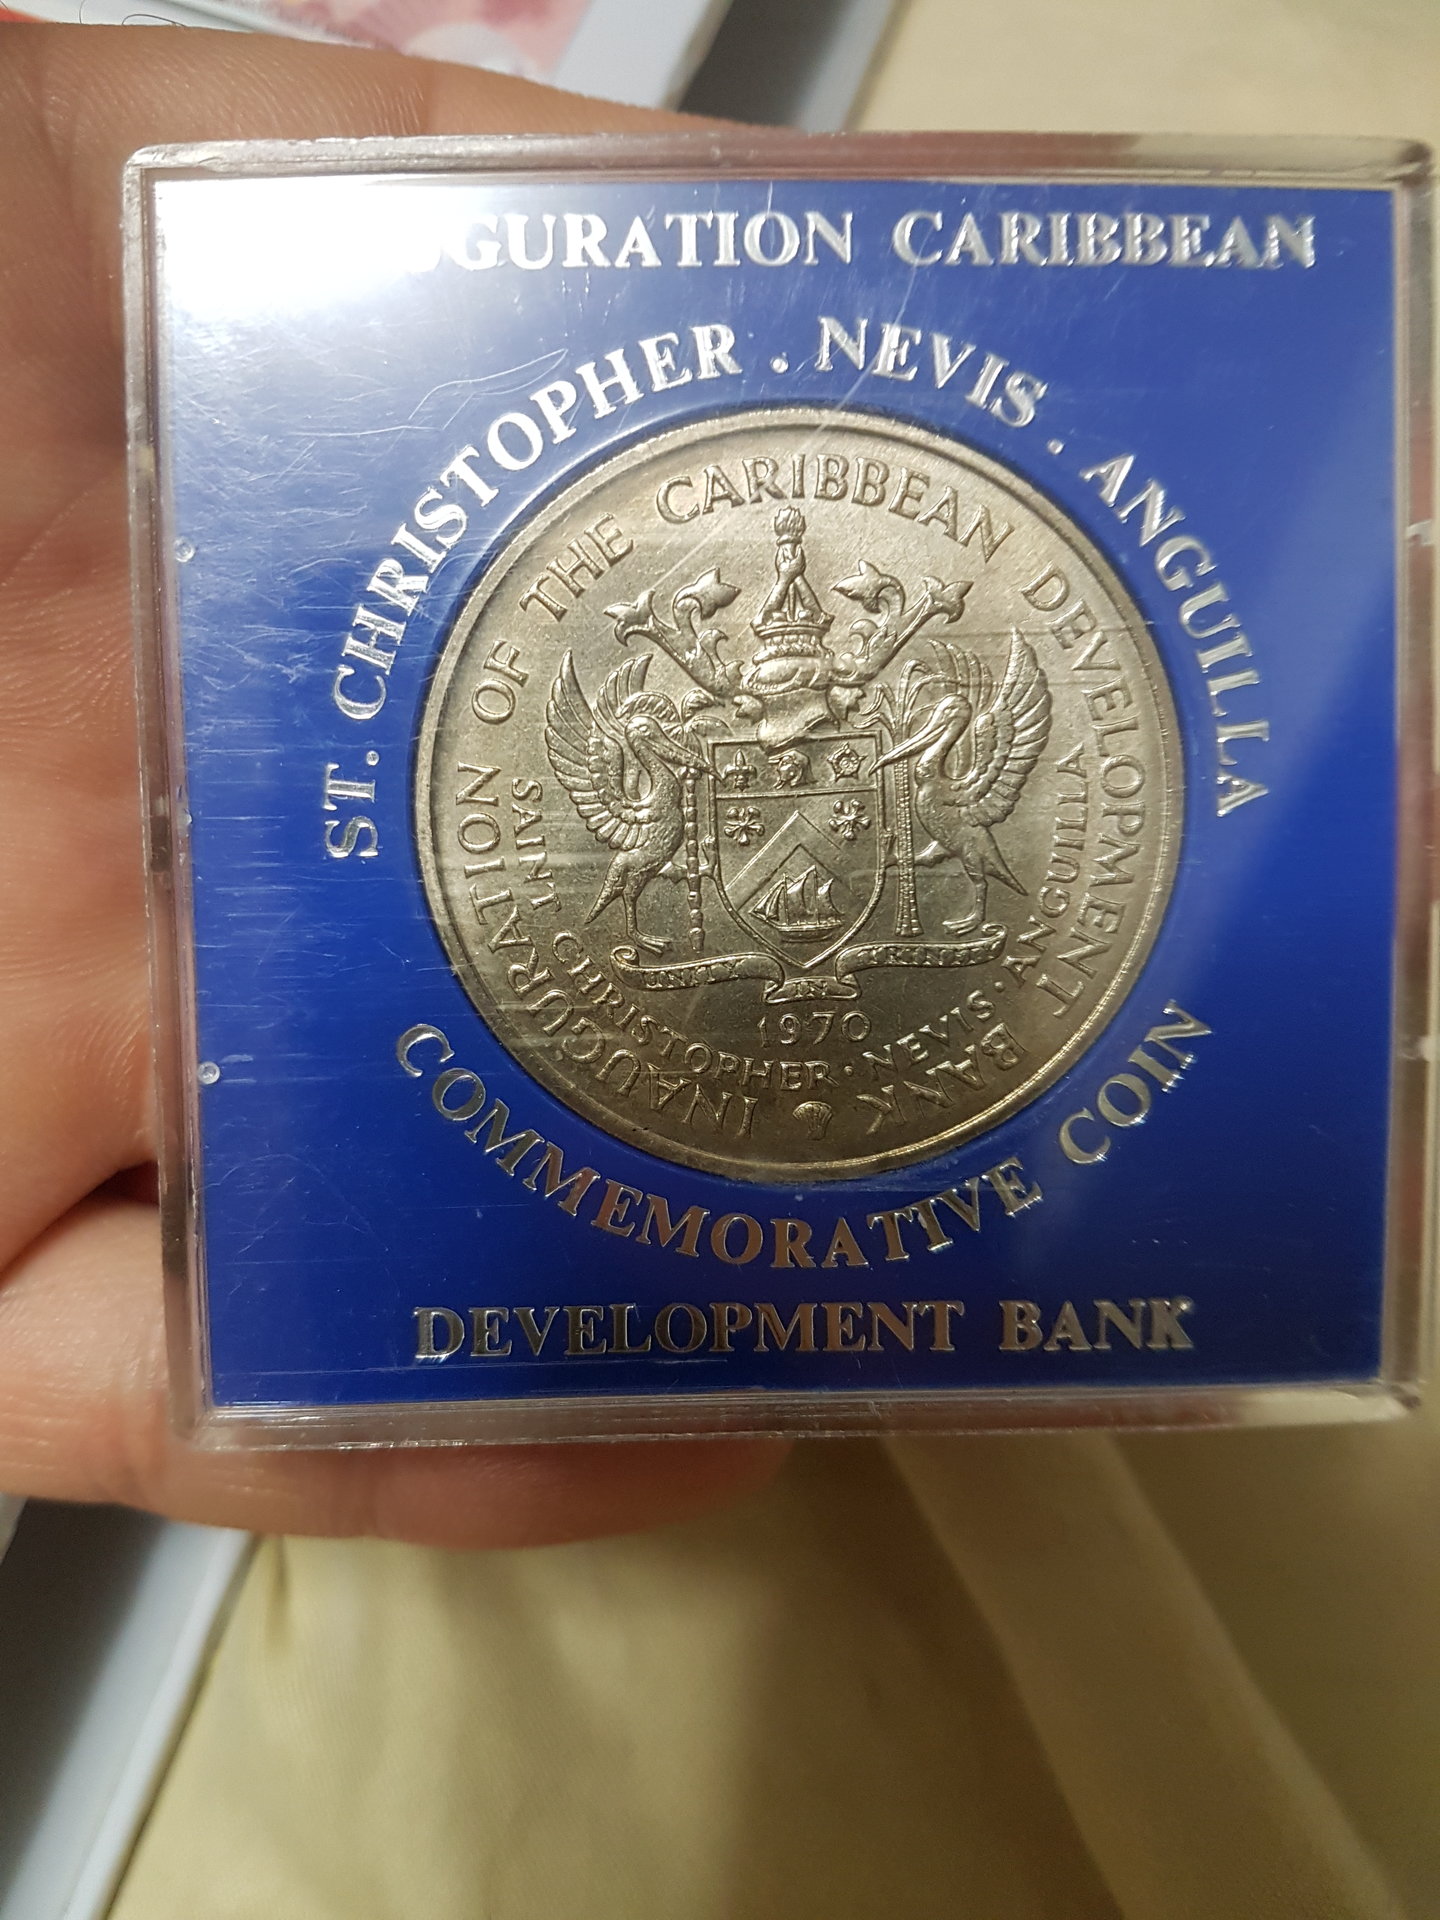 GURATION CARIBBEAN
ST. CHRISTOPHER . NEVIS . ANGUILLA
INAUGURATION OF THE CARIBBEAN DEVELOPMENT BANK
SAINT CHRISTOPHER · NEVIS · ANGUILLA
UNITY IN
1970
COMMEMORATIVE COIN
DEVELOPMENT BANK